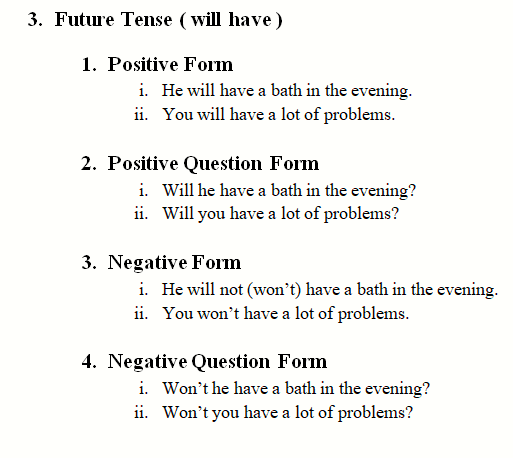 3. Future Tense ( will have )
1. Positive Form
i. He will have a bath in the evening.
ii. You will have a lot of problems.
2. Positive Question Form
i. Will he have a bath in the evening?
ii. Will you have a lot of problems?
3. Negative Form
i. He will not (won’t) have a bath in the evening.
ii. You won’t have a lot of problems.
4. Negative Question Form
i. Won’t he have a bath in the evening?
ii. Won’t you have a lot of problems?